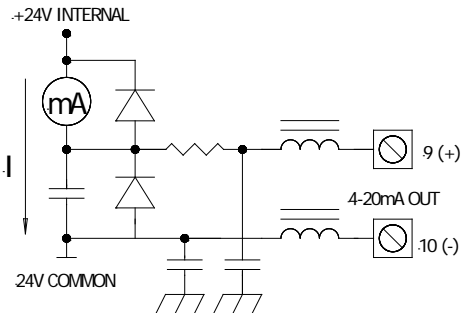 .+24V INTERNAL
mA
.I
.9 (+)
4-20mA OUT
.10 (-)
.24V COMMON